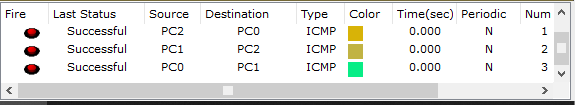 Fire Last Status Source Destination Type Color Time(sec) Periodic Num
Successful PC2 PC0 ICMP 0.000 N 1
Successful PC1 PC2 ICMP 0.000 N 2
Successful PC0 PC1 ICMP 0.000 N 3